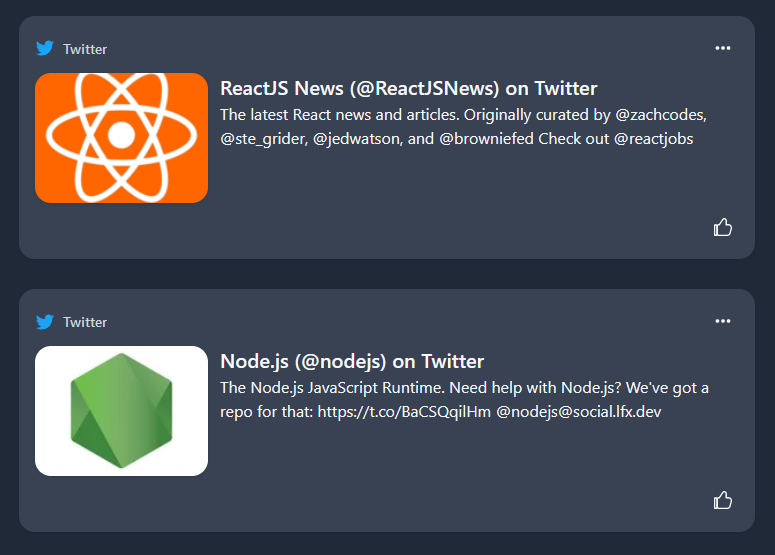 Twitter
ReactJS News (@ReactJSNews) on Twitter
The latest React news and articles. Originally curated by @zachcodes,
@ste_grider, @jedwatson, and @browniefed Check out @reactjobs
Twitter
Node.js (@nodejs) on Twitter
The Node.js JavaScript Runtime. Need help with Node.js? We've got a
repo for that: https://t.co/BaCSQqilHm @nodejs@social.lfx.dev